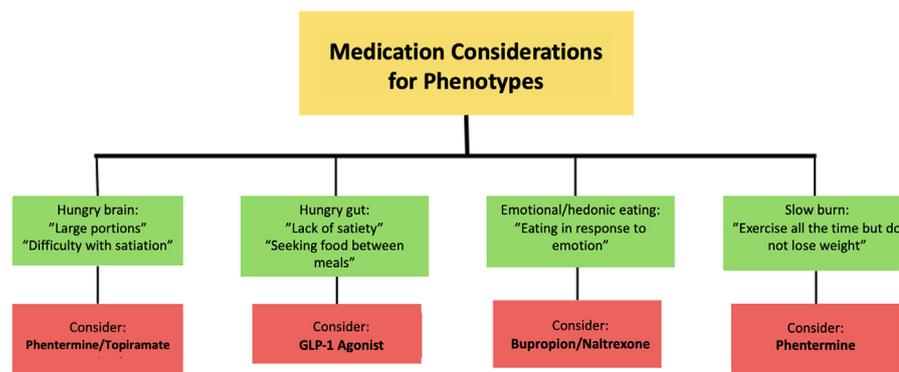 Medication Considerations
for Phenotypes
Hungry brain:
”Large portions”
“Difficulty with satiation”
Hungry gut:
”Lack of satiety”
“Seeking food between
meals”
Emotional/hedonic eating:
”Eating in response to
emotion”
Slow burn:
”Exercise all the time but do
not lose weight”
Consider:
Phentermine/Topiramate
Consider:
GLP-1 Agonist
Consider:
Bupropion/Naltrexone
Consider:
Phentermine